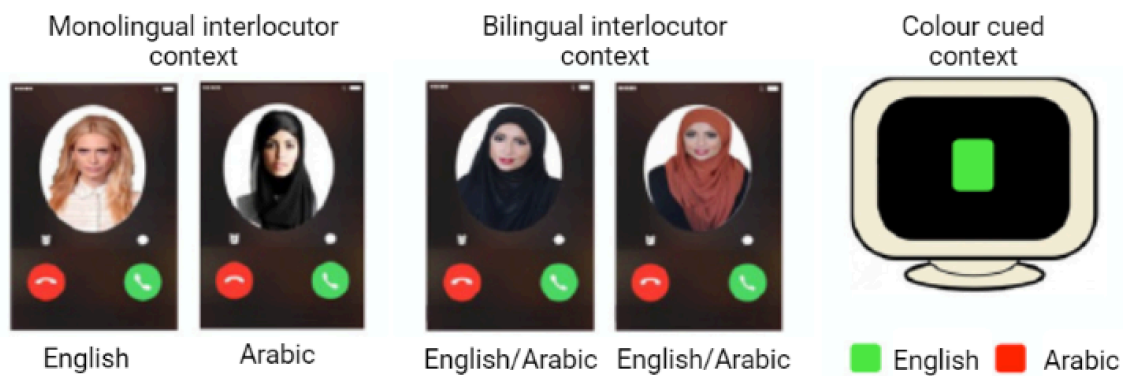 Monolingual interlocutor
context
Bilingual interlocutor
context
Colour cued
context
English
Arabic
English/Arabic
English/Arabic
English
Arabic